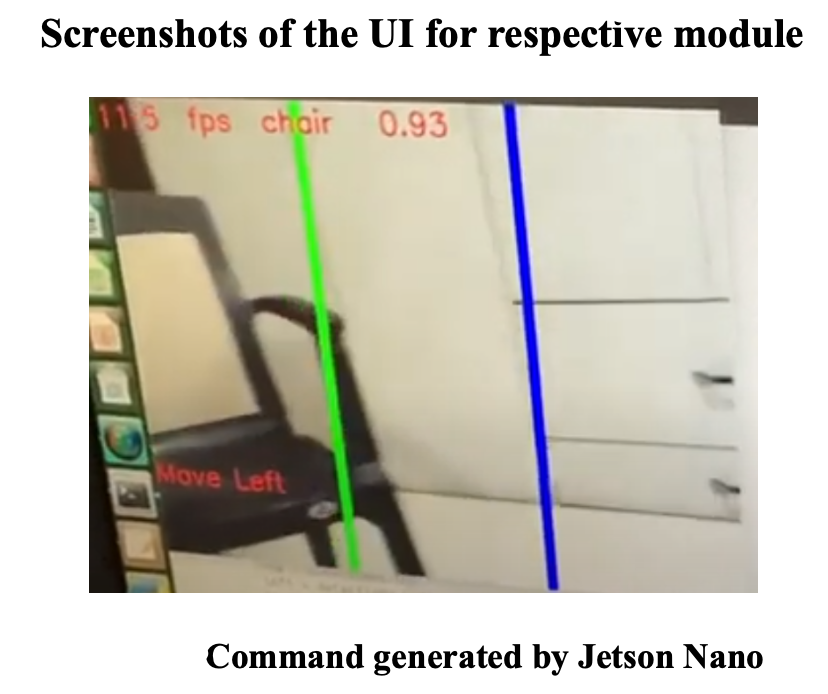 Screenshots of the UI for respective module
11.5 fps chair 0.93
Move Left
Command generated by Jetson Nano